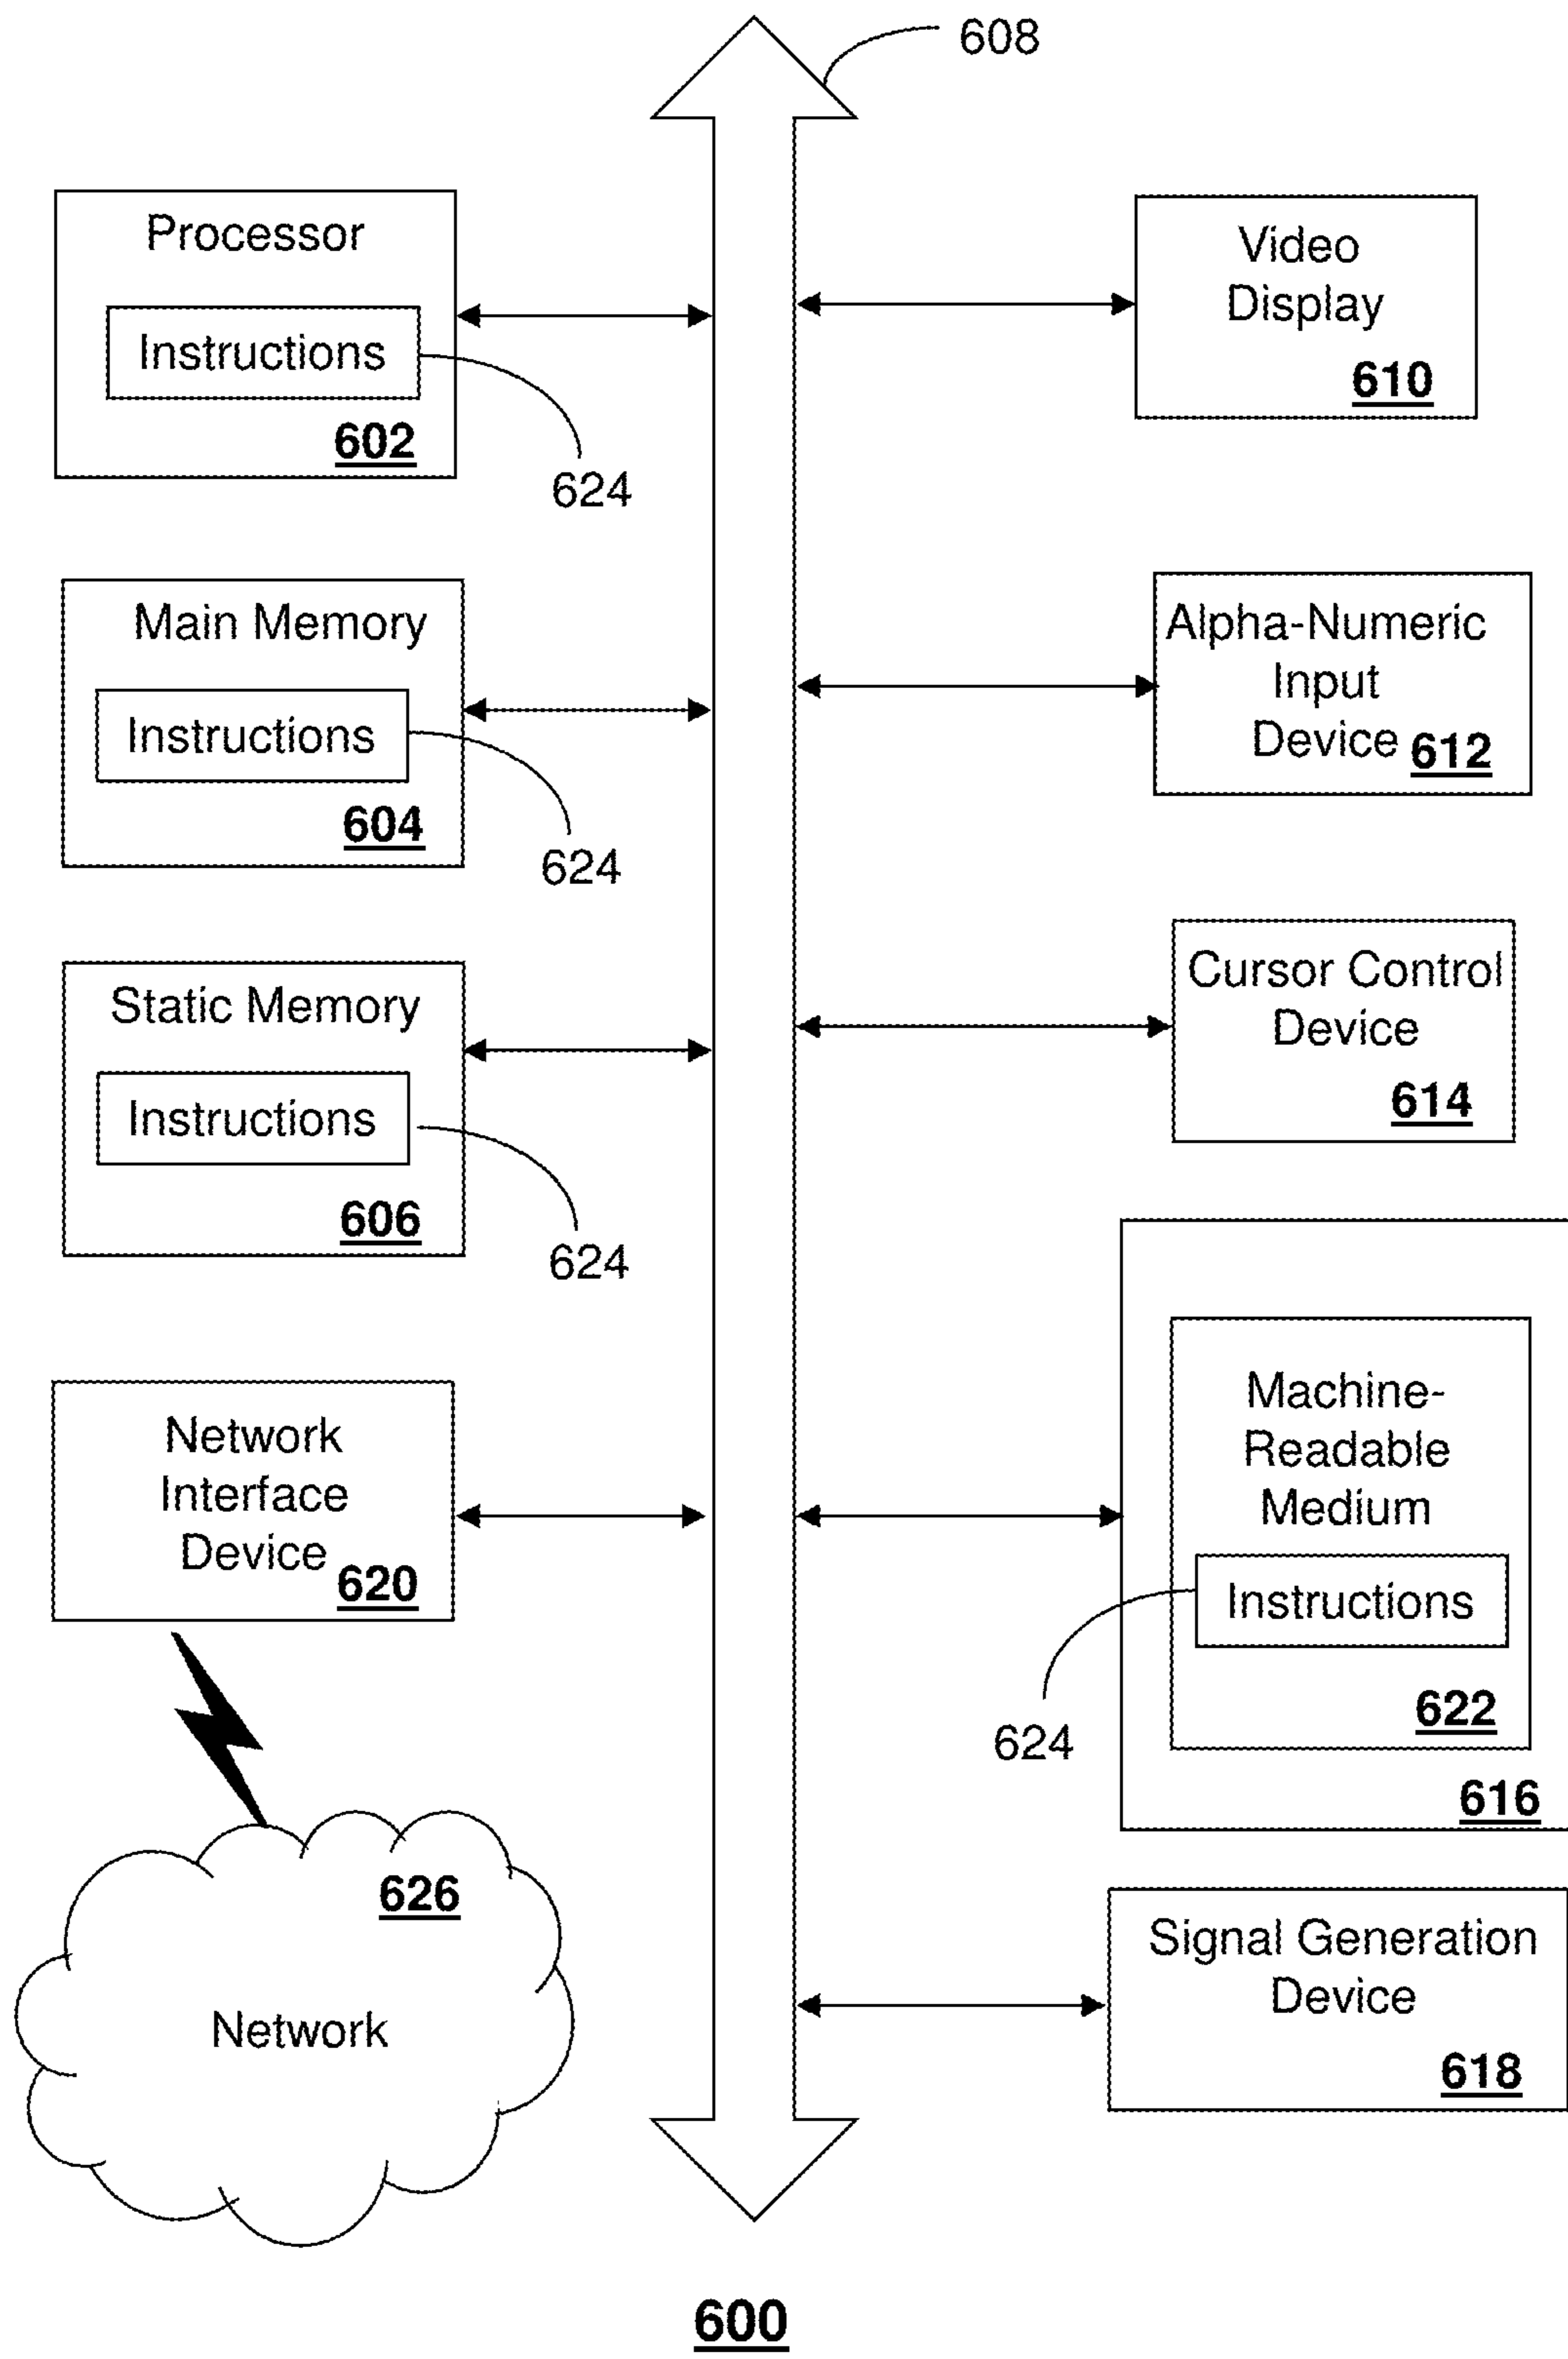 608
Processor
Instructions
602
624
Main Memory
Instructions
604
624
Static Memory
Instructions
606
624
Network
Interface
Device
620
626
Network
Video
Display
610
Alpha-Numeric
Input
Device 612
Cursor Control
Device
614
Machine-
Readable
Medium
Instructions
622
624
616
Signal Generation
Device
618
600